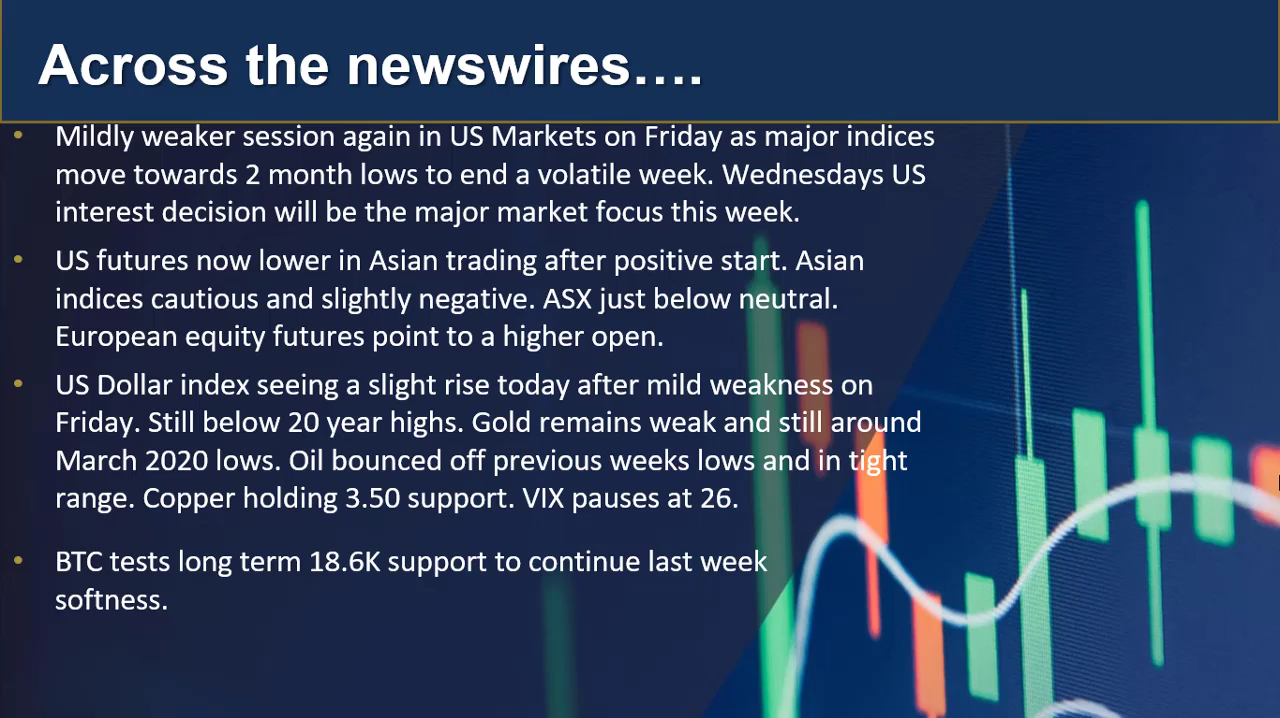 Across the newswires….
• Mildly weaker session again in US Markets on Friday as major indices
move towards 2 month lows to end a volatile week. Wednesdays US
interest decision will be the major market focus this week.
• US futures now lower in Asian trading after positive start. Asian
indices cautious and slightly negative. ASX just below neutral.
European equity futures point to a higher open.
• US Dollar index seeing a slight rise today after mild weakness on
Friday. Still below 20 year highs. Gold remains weak and still around
March 2020 lows. Oil bounced off previous weeks lows and in tight
range. Copper holding 3.50 support. VIX pauses at 26.
• BTC tests long term 18.6K support to continue last week
softness.